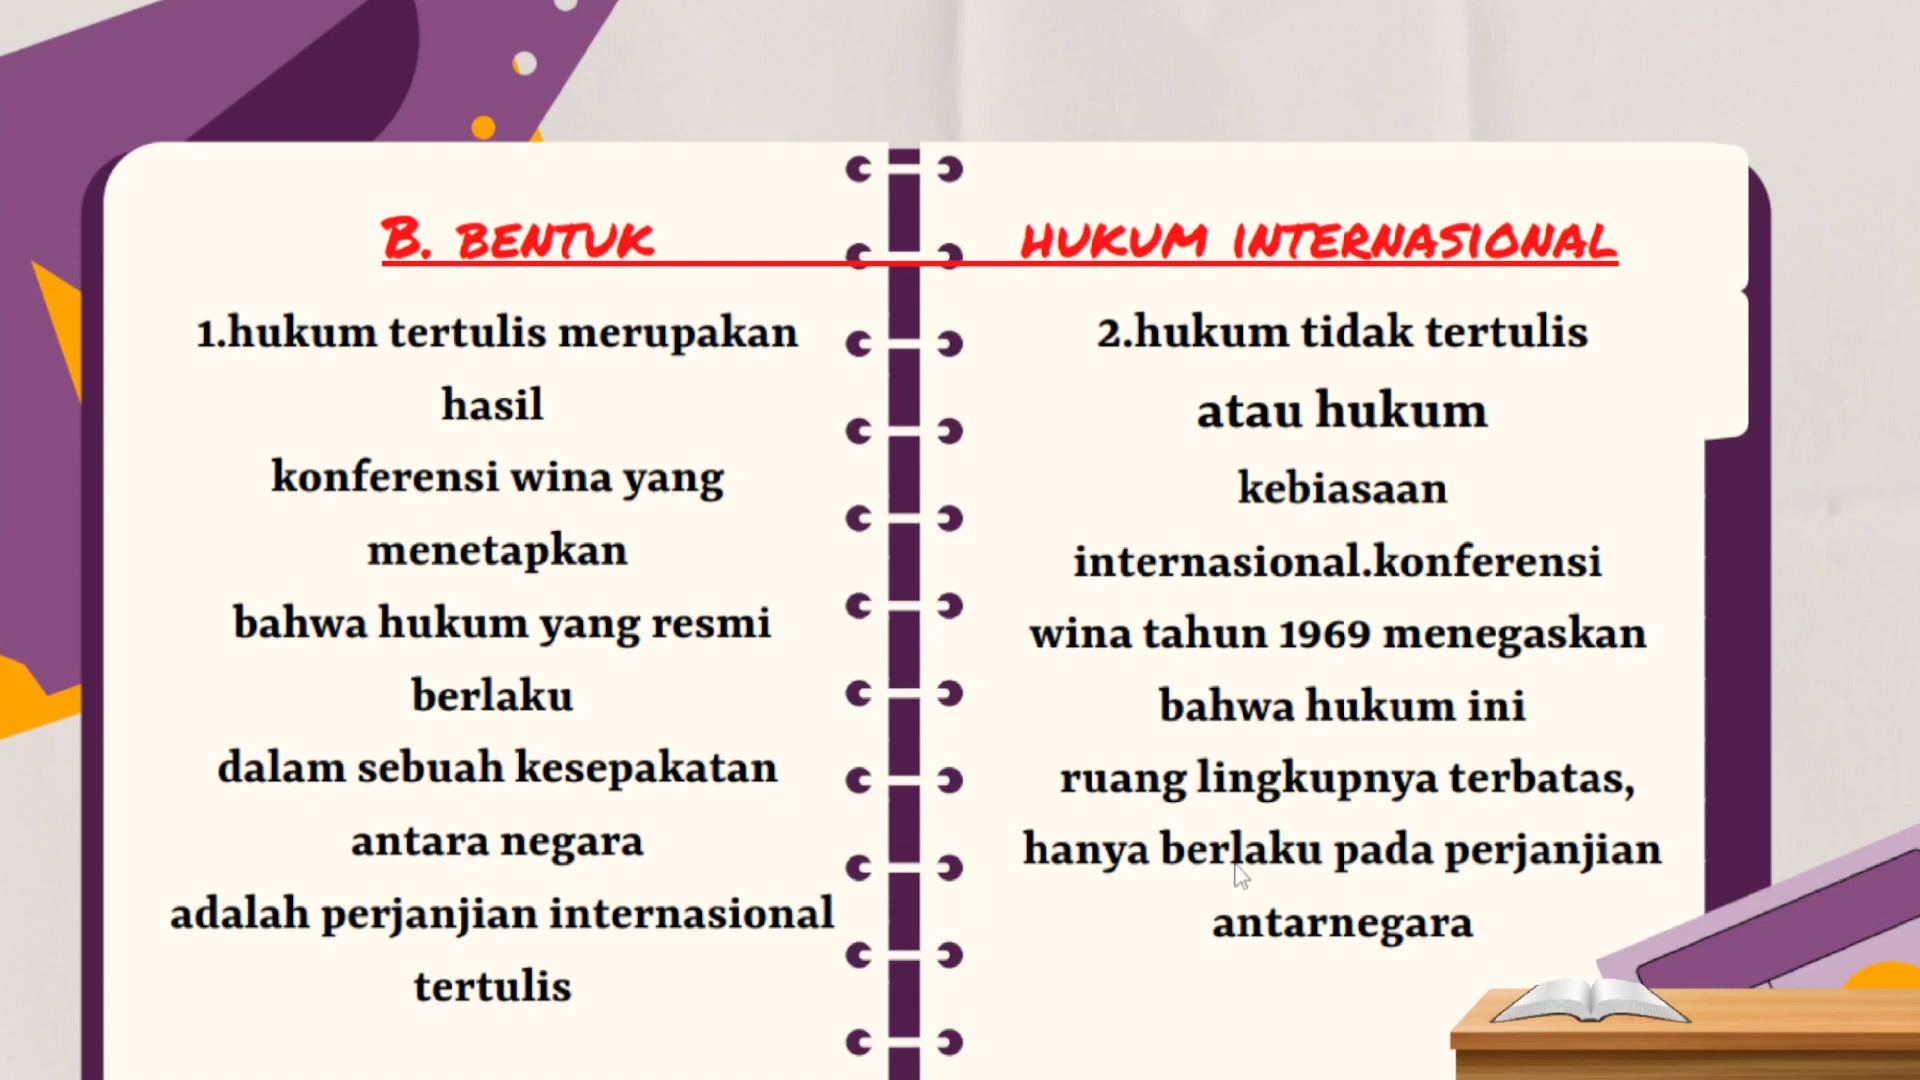 B. BENTUK HUKUM INTERNASIONAL
1.hukum tertulis merupakan
hasil
konferensi wina yang
menetapkan
bahwa hukum yang resmi
berlaku
dalam sebuah kesepakatan
antara negara
adalah perjanjian internasional
tertulis
2.hukum tidak tertulis
atau hukum
kebiasaan
internasional.konferensi
wina tahun 1969 menegaskan
bahwa hukum ini
ruang lingkupnya terbatas,
hanya berlaku pada perjanjian
antarnegara